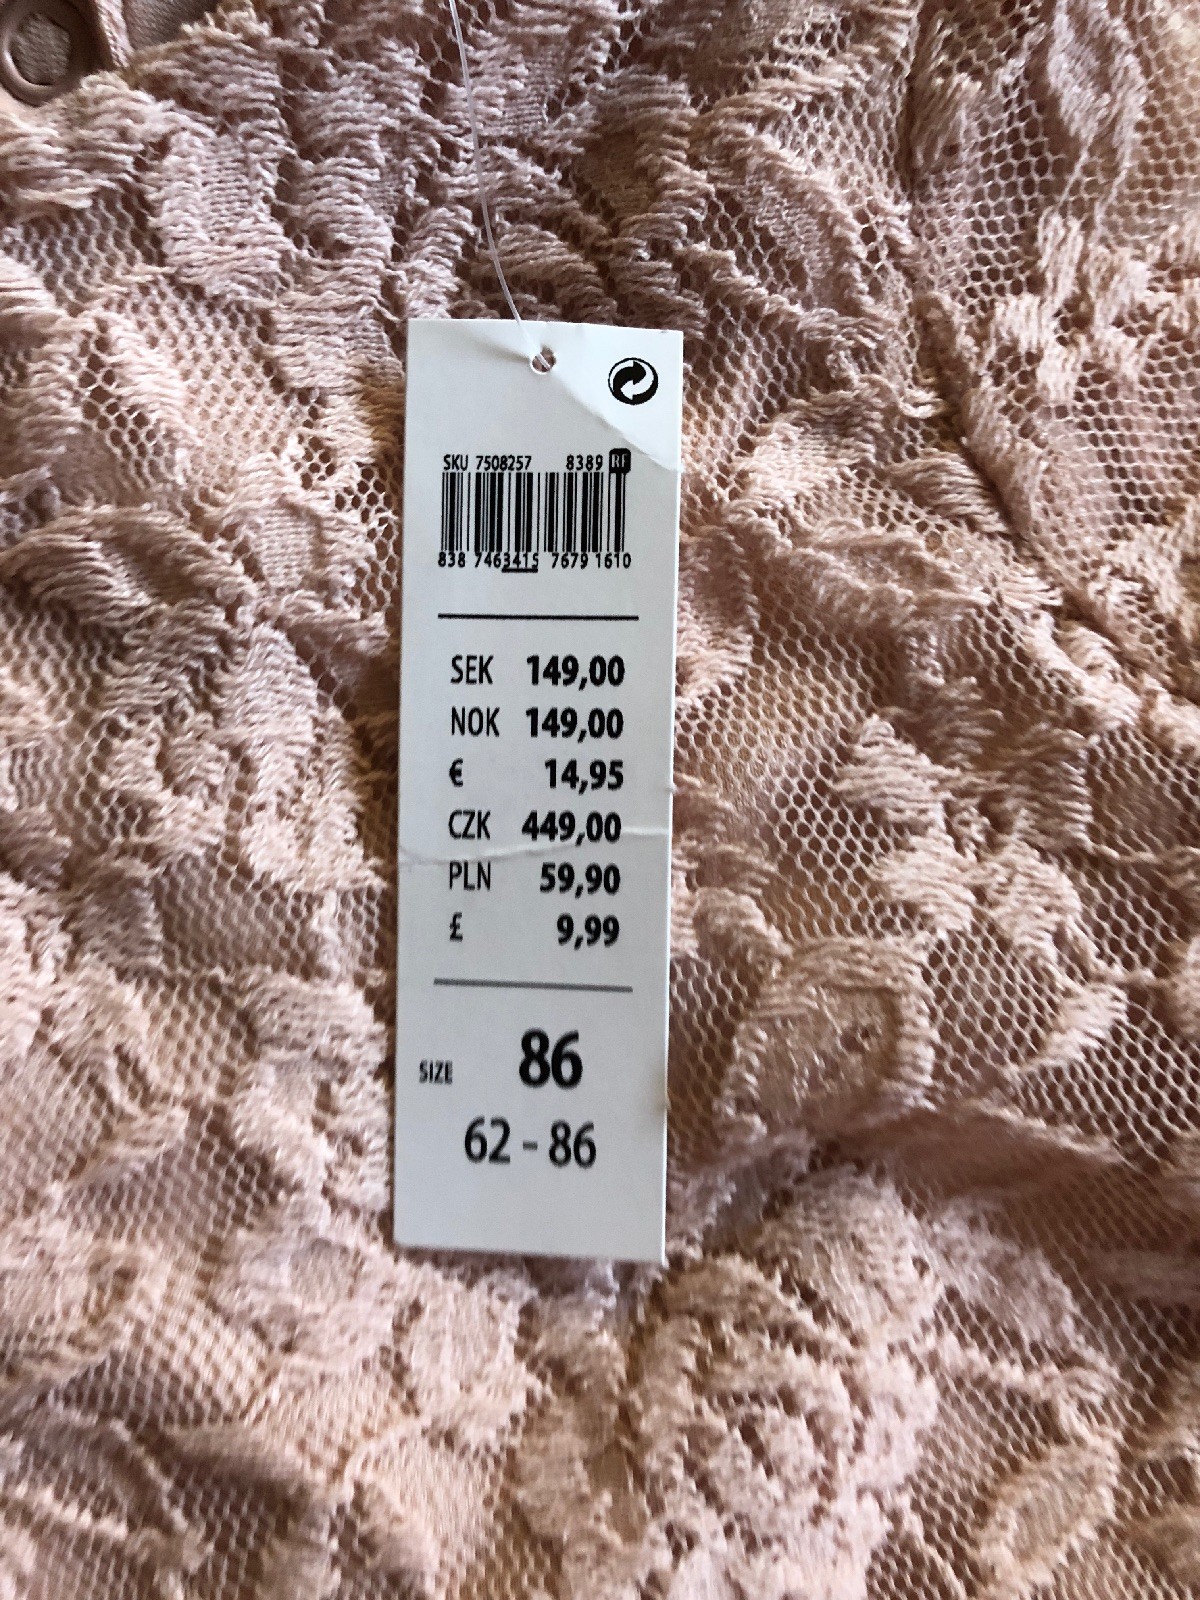 SKU 7508257 8389 RF
838 7463415 7679 1610
SEK 149,00
NOK 149,00
€ 14,95
CZK 449,00
PLN 59,90
£ 9,99
SIZE 86
62 - 86